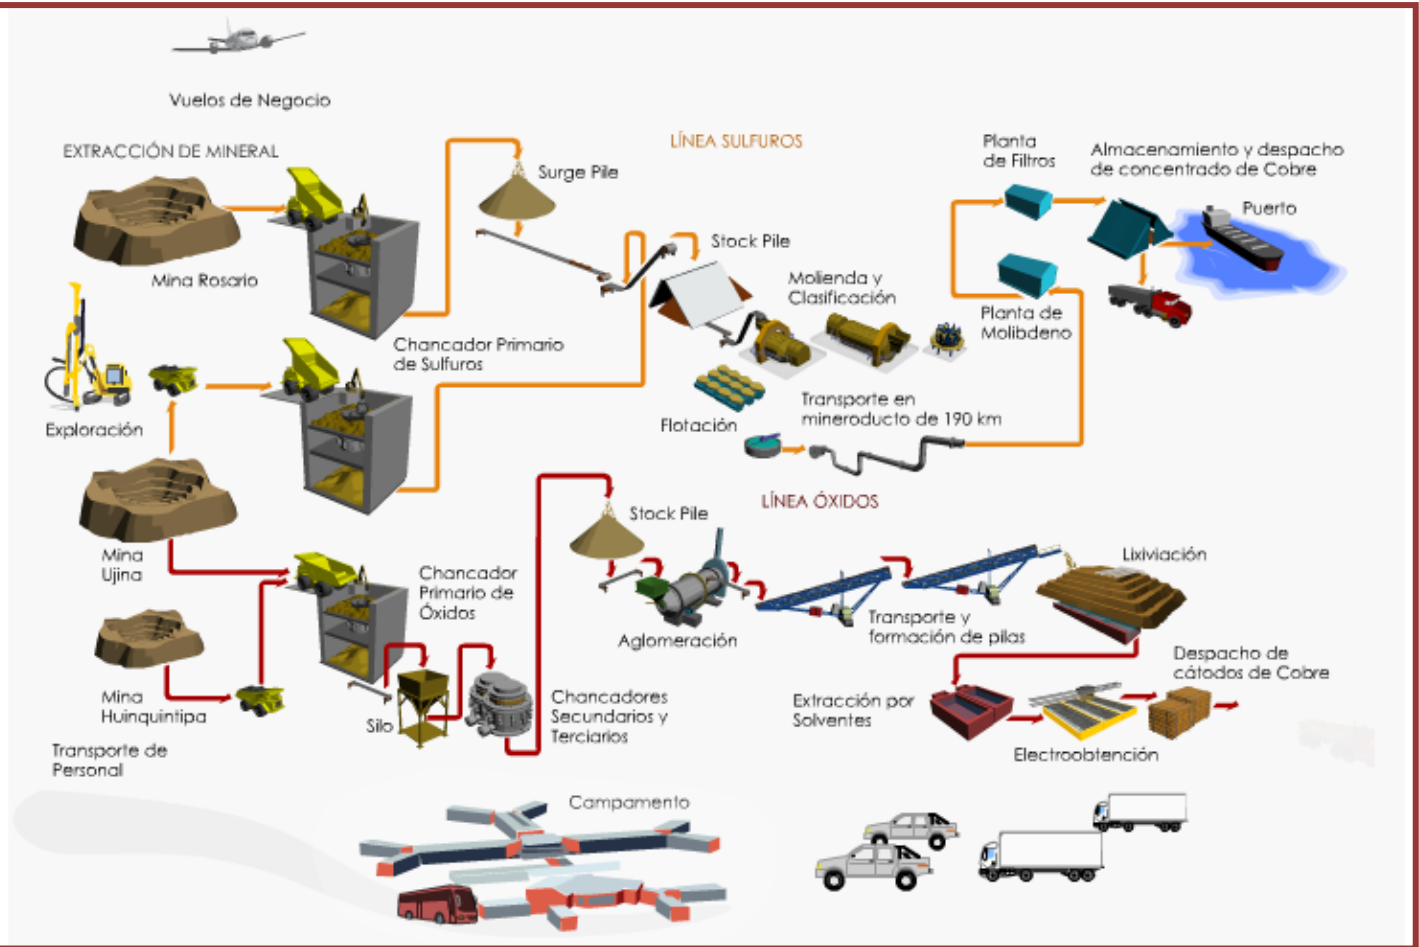 Vuelos de Negocio
EXTRACCIÓN DE MINERAL
LÍNEA SULFUROS
Surge Pile
Stock Pile
Planta
de Filtros
Almacenamiento y despacho
de concentrado de Cobre
Puerto
Mina Rosario
Molienda y
Clasificación
Planta de
Molibdeno
Chancador Primario
de Sulfuros
Exploración
Flotación
Transporte en
mineroducto de 190 km
LÍNEA ÓXIDOS
Stock Pile
Mina
Ujina
Chancador
Primario de
Óxidos
Aglomeración
Transporte y
formación de pilas
Lixiviación
Mina
Huinquintipa
Silo
Chancadores
Secundarios y
Terciarios
Extracción por
Solventes
Despacho de
cátodos de Cobre
Electroobtención
Transporte de
Personal
Campamento